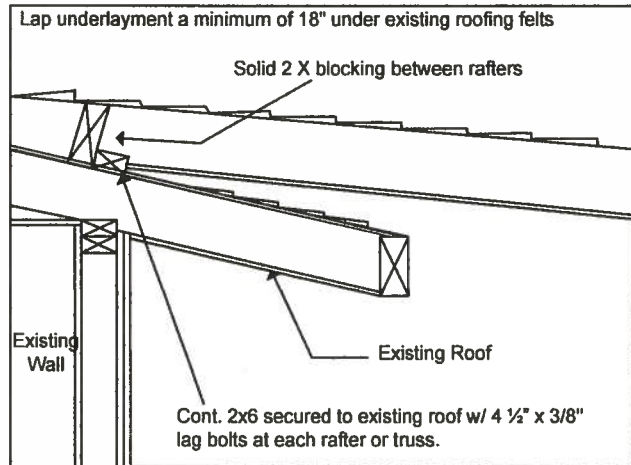 Lap underlayment a minimum of 18" under existing roofing felts
Solid 2 X blocking between rafters
Existing
Wall
Existing Roof
Cont. 2x6 secured to existing roof w/ 4 ½" x 3/8"
lag bolts at each rafter or truss.